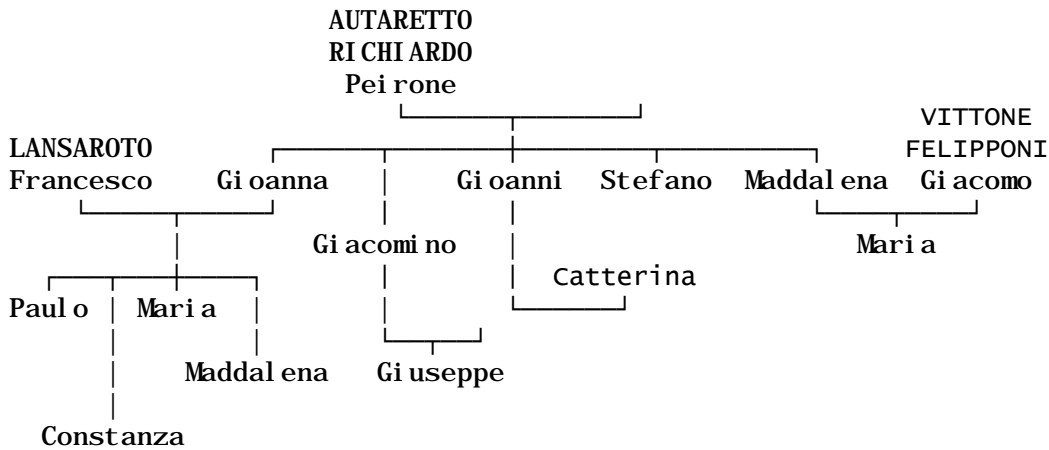 AUTARETTO
RICHIARDO
Peirone
VITTONE
LANSAROTO FELIPPONI
Francesco Gioanna Gioanni Stefano Maddalena Giacomo
Giacomino Maria
Catterina
Paulo Maria
Maddalena Giuseppe
Constanza